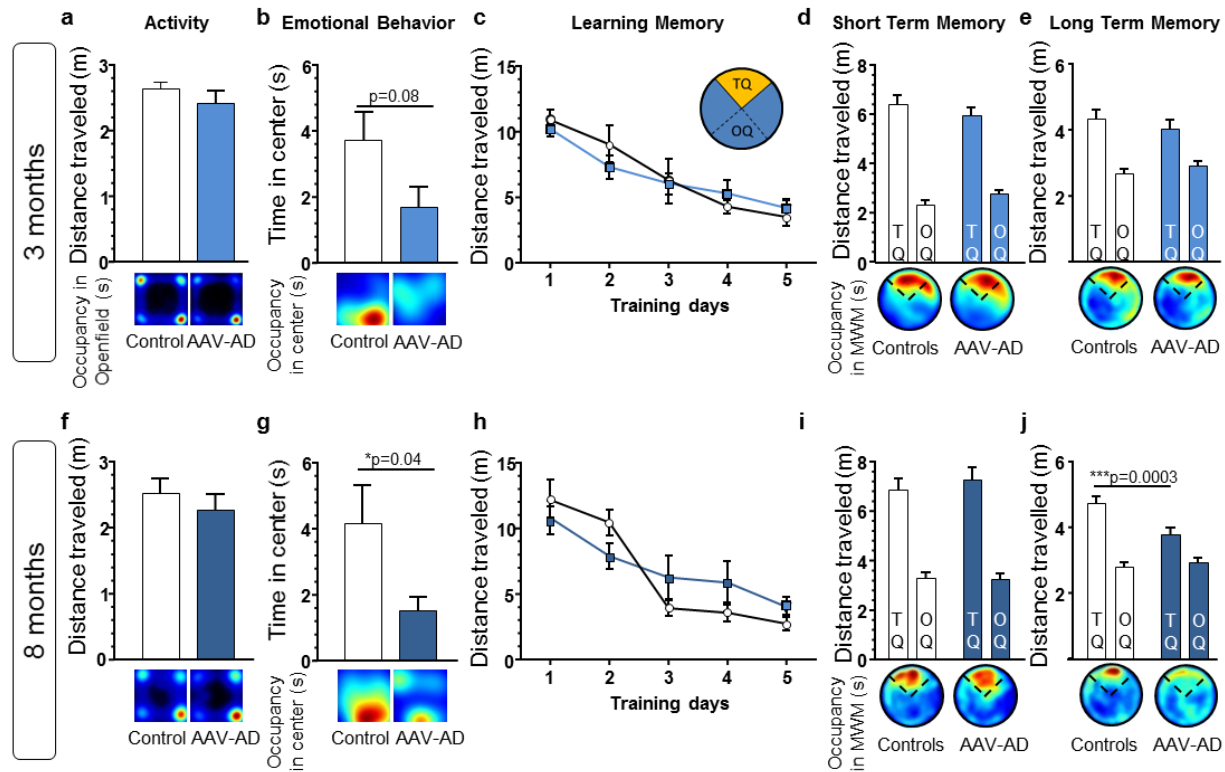 a
Activity
b
Emotional Behavior
c
Learning Memory
d
Short Term Memory
e
Long Term Memory
3 months
Distance traveled (m)
3
2
1
0
Occupancy in
Openfield (s)
Control AAV-AD
Time in center (s)
6
4
2
0
p=0.08
Occupancy
in center (s)
Control AAV-AD
Distance traveled (m)
15
10
5
0
TQ
OQ
1 2 3 4 5
Training days
Distance traveled (m)
8
6
4
2
0
T O T O
Q Q Q Q
Occupancy
in MWM (s)
Controls AAV-AD
Distance travelled (m)
6
4
2
T O T O
Q Q Q Q
Controls AAV-AD
8 months
f
Distance traveled (m)
3
2
1
0
Control AAV-AD
g
Time in center (s)
6
4
2
0
*p=0.04
Occupancy
in center (s)
Control AAV-AD
h
Distance traveled (m)
15
10
5
0
1 2 3 4 5
Training days
i
Distance traveled (m)
8
6
4
2
0
T O T O
Q Q Q Q
Occupancy
in MWM (s)
Controls AAV-AD
j
Distance travelled (m)
6
4
2
***p=0.0003
T O T O
Q Q Q Q
Controls AAV-AD